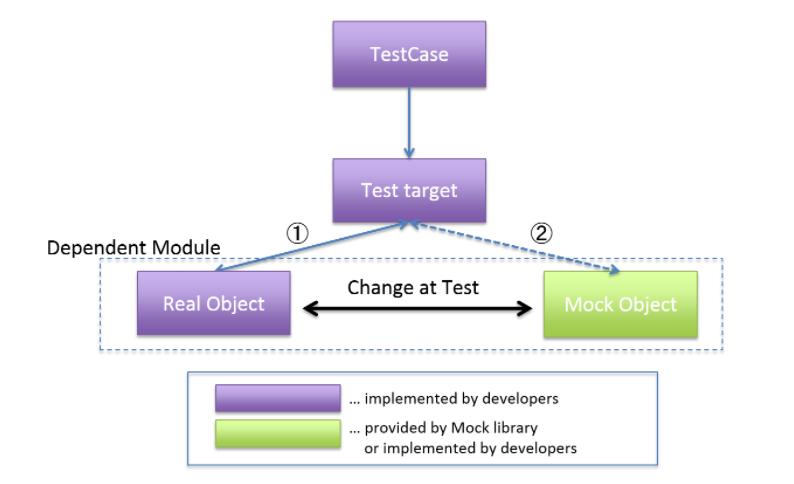 TestCase
Test target
①
②
Dependent Module
Real Object
Change at Test
Mock Object
... implemented by developers
... provided by Mock library
or implemented by developers